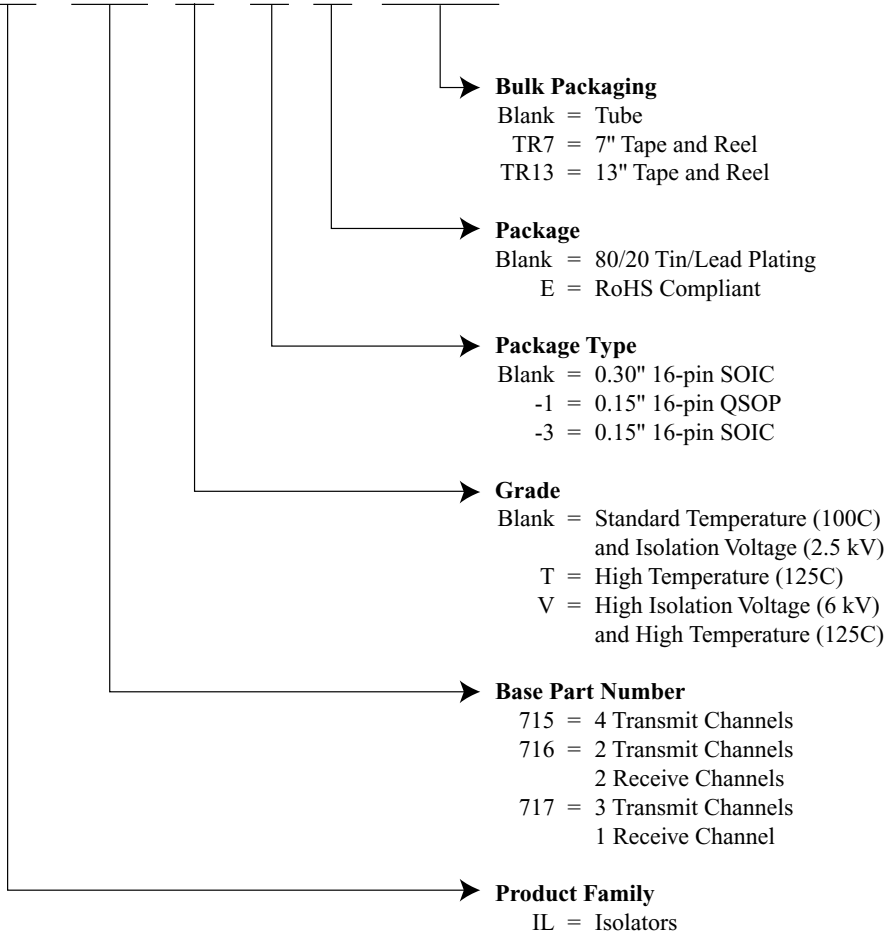 Bulk Packaging
Blank = Tube
TR7 = 7" Tape and Reel
TR13 = 13" Tape and Reel
Package
Blank = 80/20 Tin/Lead Plating
E = RoHS Compliant
Package Type
Blank = 0.30" 16-pin SOIC
-1 = 0.15" 16-pin QSOP
-3 = 0.15" 16-pin SOIC
Grade
Blank = Standard Temperature (100C)
and Isolation Voltage (2.5 kV)
T = High Temperature (125C)
V = High Isolation Voltage (6 kV)
and High Temperature (125C)
Base Part Number
715 = 4 Transmit Channels
716 = 2 Transmit Channels
2 Receive Channels
717 = 3 Transmit Channels
1 Receive Channel
Product Family
IL = Isolators